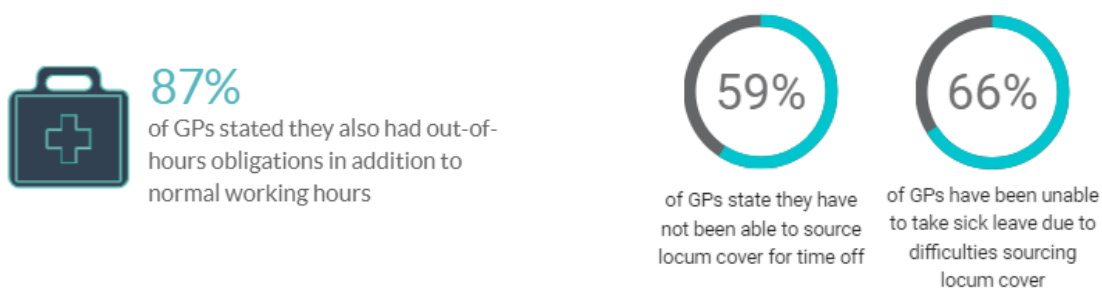 87%
of GPs stated they also had out-of-
hours obligations in addition to
normal working hours
59%
of GPs state they have
not been able to source
locum cover for time off
66%
of GPs have been unable
to take sick leave due to
difficulties sourcing
locum cover